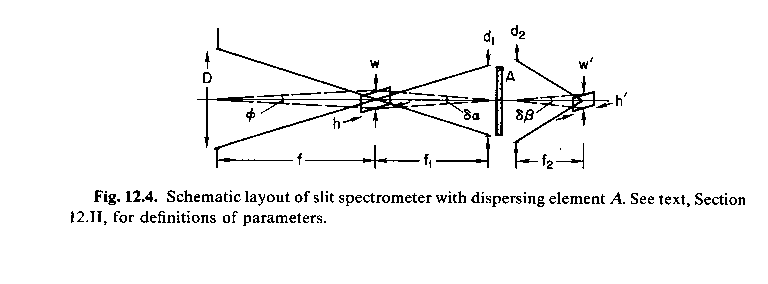 d₁ d₂
w w′
D A
ϕ h δα δβ h′
f f₁ f₂
Fig. 12.4. Schematic layout of slit spectrometer with dispersing element A. See text, Section
12.II, for definitions of parameters.